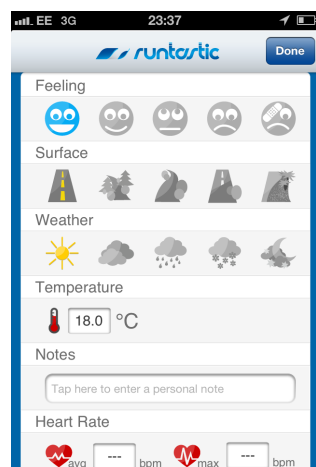 EE 3G 23:37
runtastic Done
Feeling
Surface
Weather
Temperature
18.0 °C
Notes
Tap here to enter a personal note
Heart Rate
avg --- bpm max --- bpm